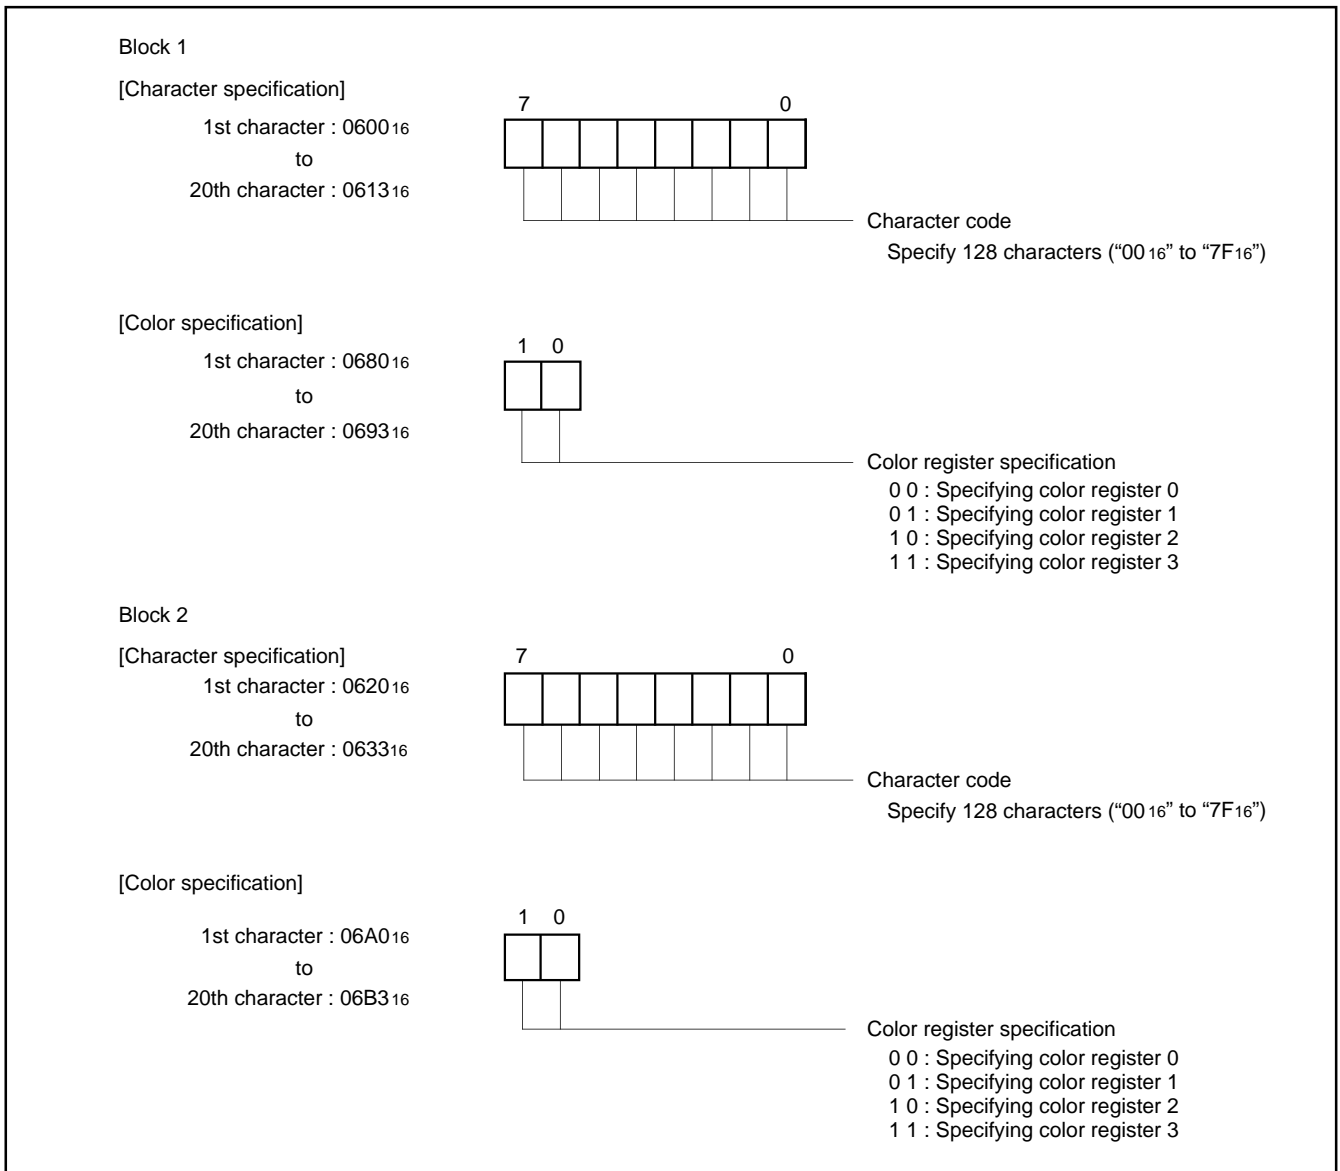 Block 1
[Character specification]
7 0
1st character : 0600₁₆
to
20th character : 0613₁₆
Character code
Specify 128 characters (“00₁₆” to “7F₁₆”)
[Color specification]
1 0
1st character : 0680₁₆
to
20th character : 0693₁₆
Color register specification
0 0 : Specifying color register 0
0 1 : Specifying color register 1
1 0 : Specifying color register 2
1 1 : Specifying color register 3
Block 2
[Character specification]
7 0
1st character : 0620₁₆
to
20th character : 0633₁₆
Character code
Specify 128 characters (“00₁₆” to “7F₁₆”)
[Color specification]
1 0
1st character : 06A0₁₆
to
20th character : 06B3₁₆
Color register specification
0 0 : Specifying color register 0
0 1 : Specifying color register 1
1 0 : Specifying color register 2
1 1 : Specifying color register 3